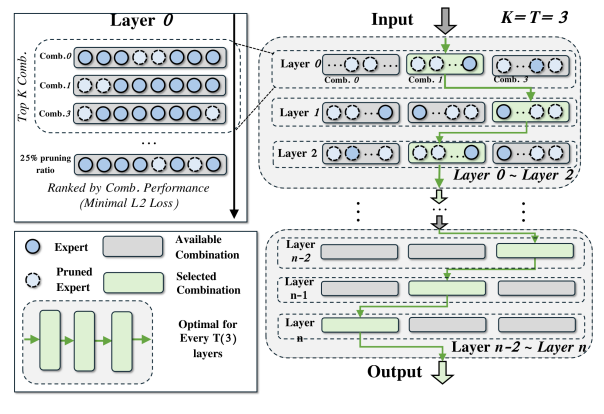 Layer 0
Top K Comb.
Comb.0
Comb.1
Comb.3
...
25% pruning
ratio
Ranked by Comb. Performance
(Minimal L2 Loss)
Expert
Available
Combination
Pruned
Expert
Selected
Combination
Optimal for
Every T(3)
layers
Input
K=T=3
Layer 0
Comb. 0
Comb. 1
Comb. 3
Layer 1
Layer 2
Layer 0 ~ Layer 2
Layer
n-2
Layer
n-1
Layer
n
Layer n-2 ~ Layer n
Output